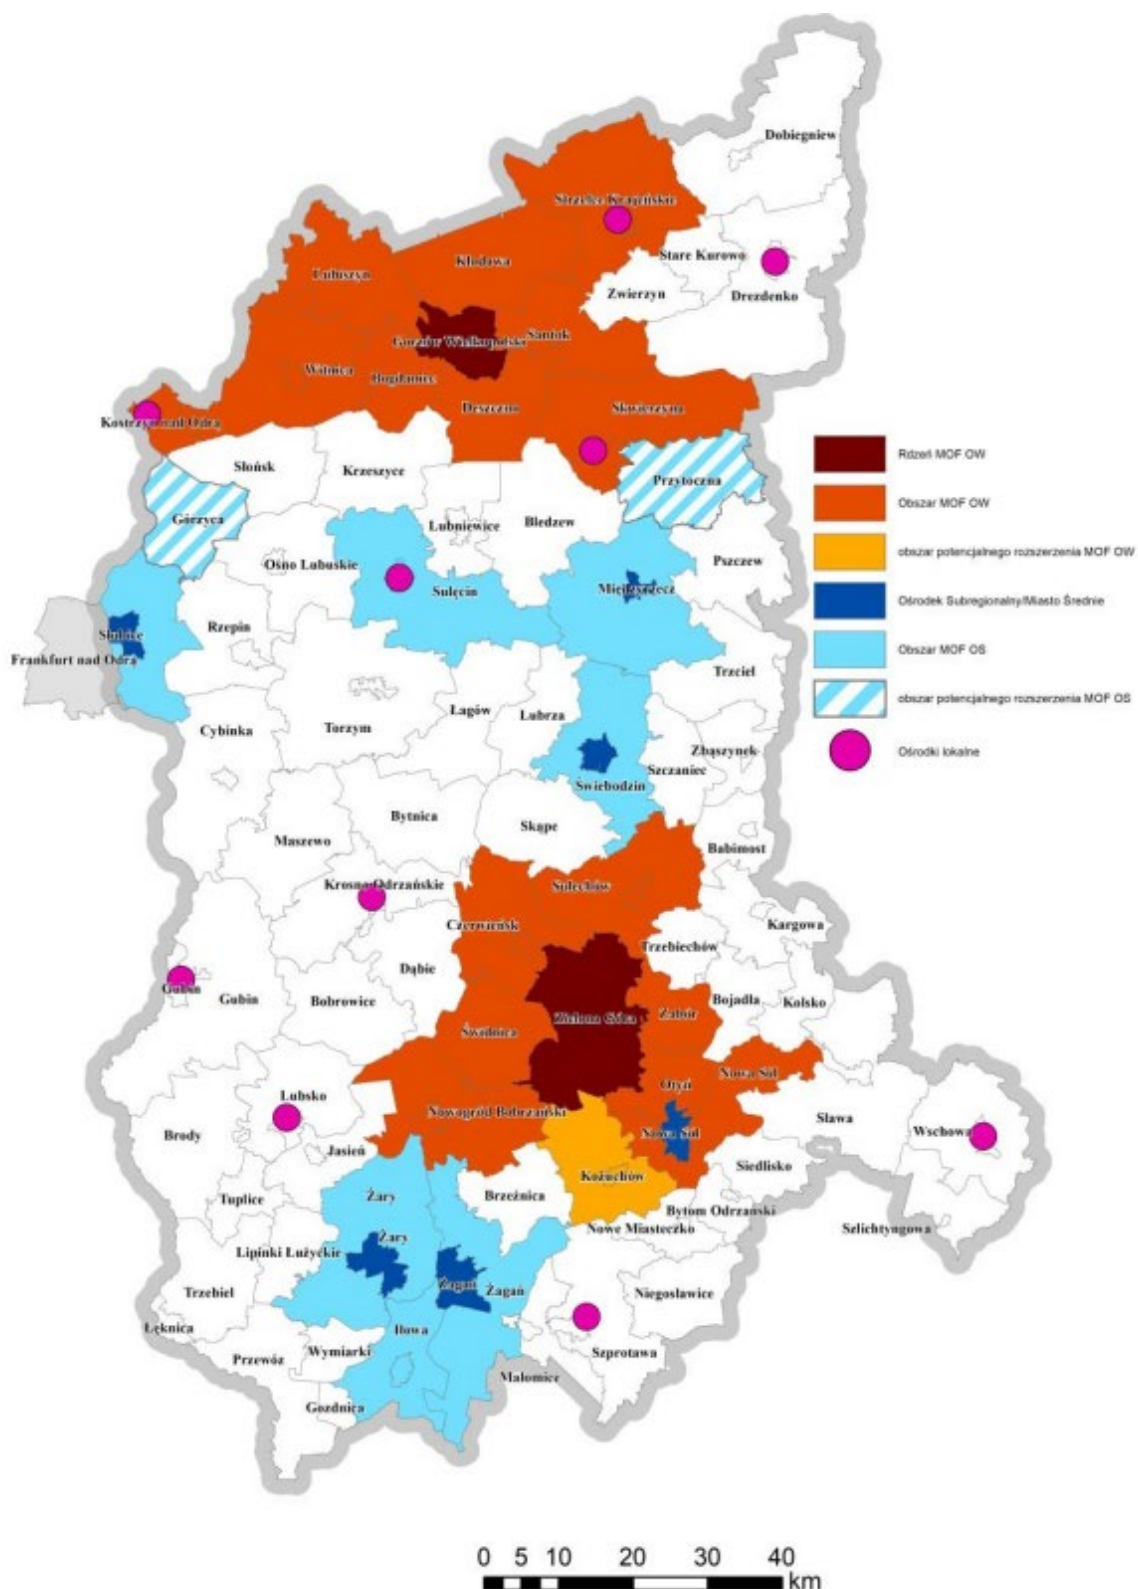 Dobiegniew
Strzelce Krajeńskie
Stare Kurowo
Kłodawa
Lubiszyn
Zwierzyn
Drezdenko
Santok
Gorzów Wielkopolski
Witnica
Bogdaniec
Deszczno
Skwierzyna
Kostrzyn nad Odrą
Rdzeń MOF OW
Słońsk
Krzeszyce
Przytoczna
Obszar MOF OW
Górzyca
Lubniewice
Bledzew
obszar potencjalnego rozszerzenia MOF OW
Ośno Lubuskie
Pszczew
Sulęcin
Międzyrzecz
Ośrodek Subregionalny/Miasto Średnie
Słubice
Rzepin
Obszar MOF OS
Frankfurt nad Odrą
Trzciel
obszar potencjalnego rozszerzenia MOF OS
Łagów
Lubrza
Cybinka
Torzym
Zbąszynek
Ośrodki lokalne
Szczaniec
Świebodzin
Bytnica
Skąpe
Maszewo
Babimost
Krosno Odrzańskie
Sulechów
Czerwieńsk
Kargowa
Trzebiechów
Dąbie
Gubin
Gubin
Bobrowice
Bojadła
Kolsko
Zielona Góra
Zabór
Świdnica
Nowa Sól
Otyń
Lubsko
Nowogród Bobrzański
Sława
Brody
Nowa Sól
Wschowa
Jasień
Siedlisko
Kożuchów
Tuplice
Żary
Brzeźnica
Bytom Odrzański
Nowe Miasteczko
Szlichtyngowa
Żary
Lipinki Łużyckie
Żagań
Żagań
Trzebiel
Niegosławice
Łęknica
Iłowa
Przewóz
Wymiarki
Szprotawa
Małomice
Gozdnica
0 5 10 20 30 40
km